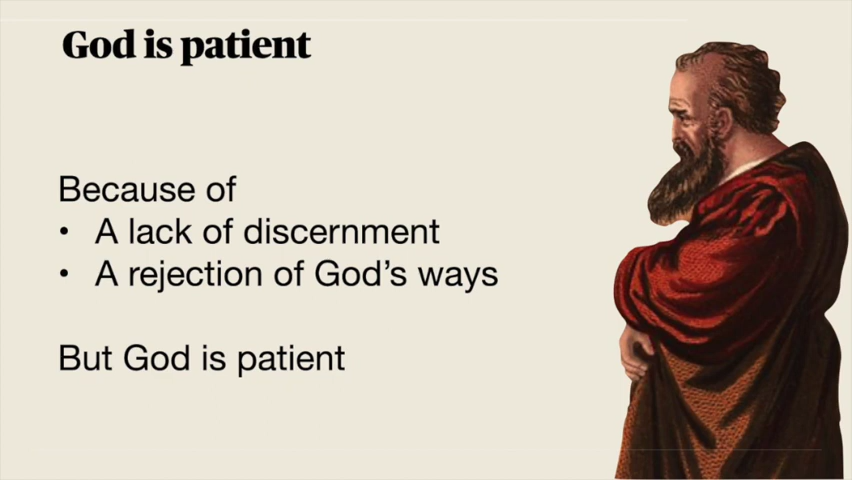 God is patient
Because of
• A lack of discernment
• A rejection of God’s ways
But God is patient